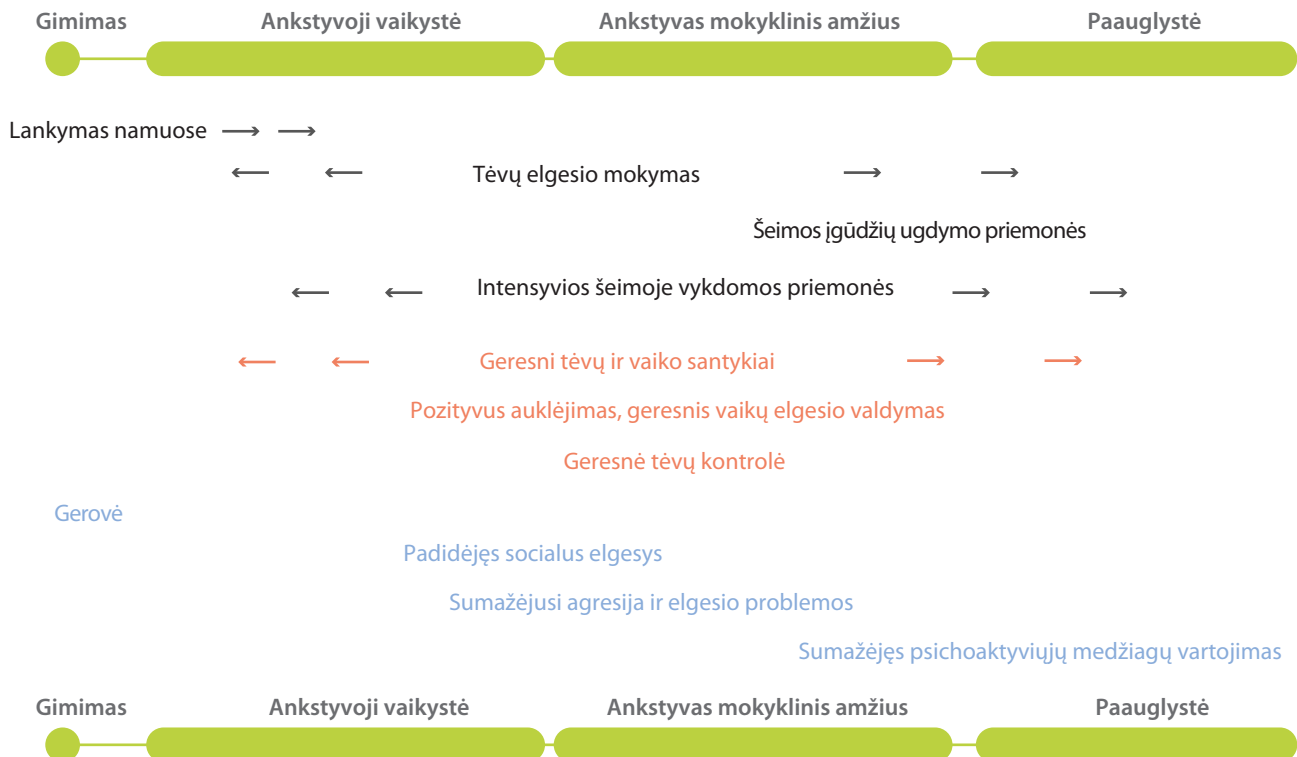 Gimimas Ankstyvoji vaikystė Ankstyvas mokyklinis amžius Paauglystė
Lankymas namuose
Tėvų elgesio mokymas
Šeimos įgūdžių ugdymo priemonės
Intensyvios šeimoje vykdomos priemonės
Geresni tėvų ir vaiko santykiai
Pozityvus auklėjimas, geresnis vaikų elgesio valdymas
Geresnė tėvų kontrolė
Gerovė
Padidėjęs socialus elgesys
Sumažėjusi agresija ir elgesio problemos
Sumažėjęs psichoaktyviųjų medžiagų vartojimas
Gimimas Ankstyvoji vaikystė Ankstyvas mokyklinis amžius Paauglystė